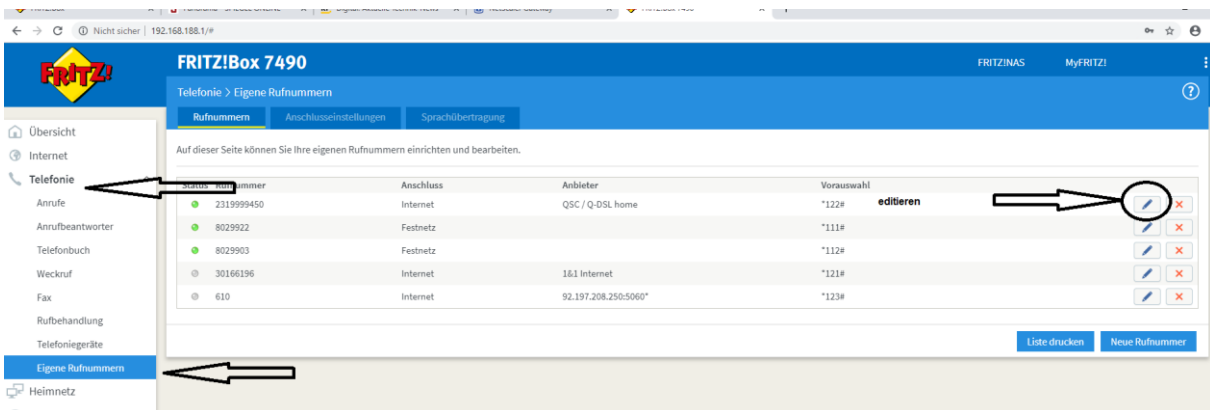 Nicht sicher | 192.168.188.1/#
FRITZ!
FRITZ!Box 7490
FRITZ!NAS MyFRITZ!
Telefonie > Eigene Rufnummern
Rufnummern Anschlusseinstellungen Sprachübertragung
Übersicht
Internet
Telefonie
Anrufe
Anrufbeantworter
Telefonbuch
Weckruf
Fax
Rufbehandlung
Telefoniegeräte
Eigene Rufnummern
Heimnetz
Auf dieser Seite können Sie Ihre eigenen Rufnummern einrichten und bearbeiten.
Status Rufnummer Anschluss Anbieter Vorauswahl
2319999450 Internet QSC / Q-DSL home *122# editieren
8029922 Festnetz *111#
8029903 Festnetz *112#
30166196 Internet 1&1 Internet *121#
610 Internet 92.197.208.250:5060* *123#
Liste drucken Neue Rufnummer